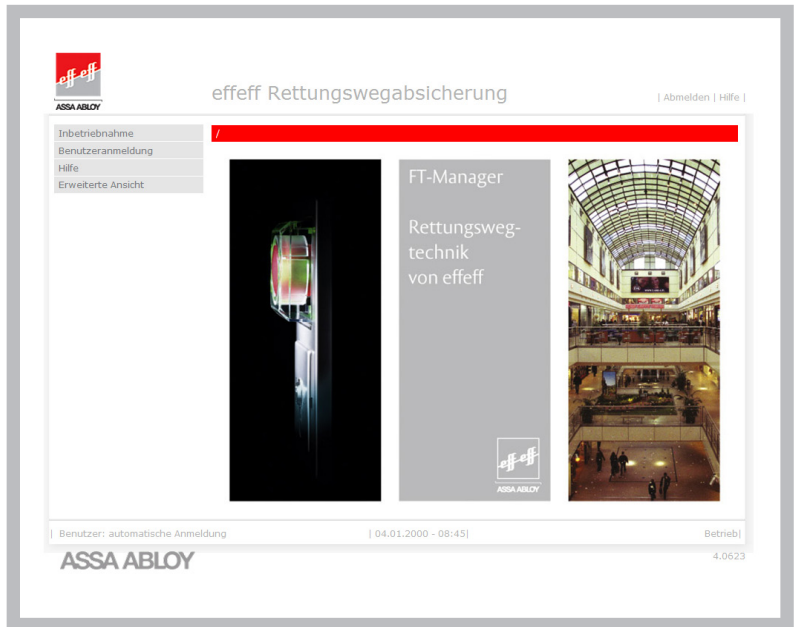 eff eff
ASSA ABLOY
effeff Rettungswegabsicherung
| Abmelden | Hilfe |
Inbetriebnahme
Benutzeranmeldung
Hilfe
Erweiterte Ansicht
/
FT-Manager
Rettungsweg-
technik
von effeff
eff eff
ASSA ABLOY
| Benutzer: automatische Anmeldung
| 04.01.2000 - 08:45|
Betrieb|
ASSA ABLOY
4.0623